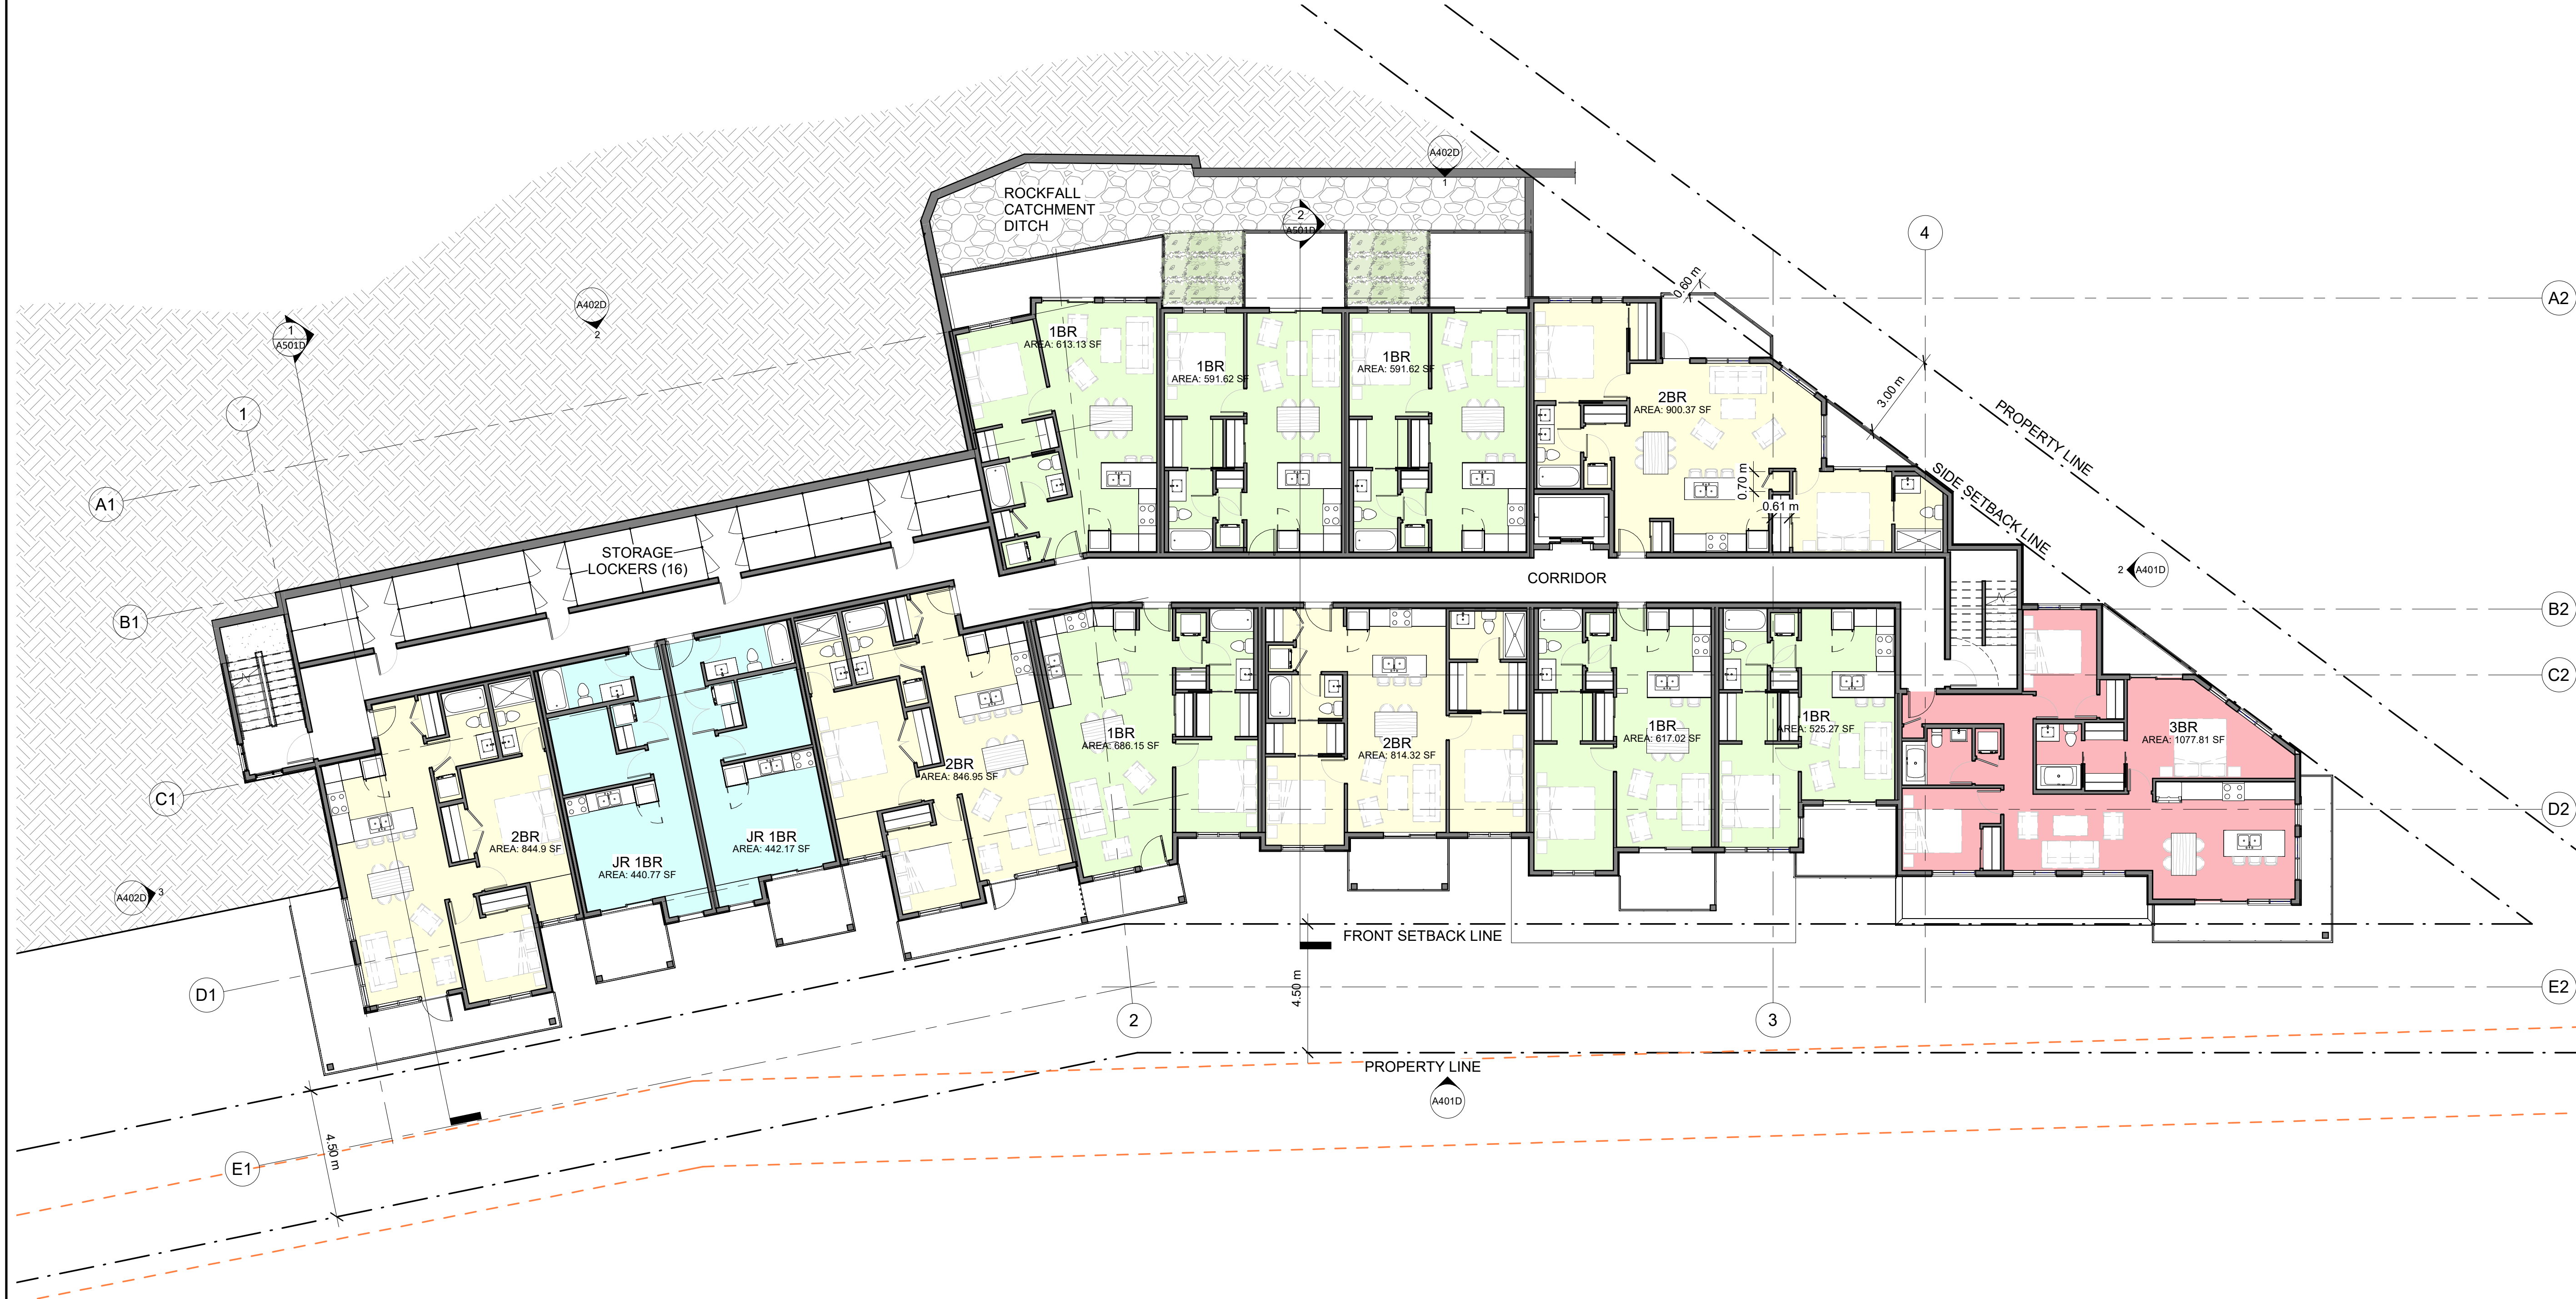 A402D
1
ROCKFALL
CATCHMENT
DITCH
2
A501D
4
0.60 m
A2
A402D
2
1
A501D
1BR
AREA: 613.13 SF
1BR
AREA: 591.62 SF
1BR
AREA: 591.62 SF
2BR
AREA: 900.37 SF
3.00 m
PROPERTY LINE
1
0.70 m
0.61 m
SIDE SETBACK LINE
A1
STORAGE
LOCKERS (16)
CORRIDOR
2
A401D
B1
B2
C2
1BR
AREA: 686.15 SF
2BR
AREA: 814.32 SF
1BR
AREA: 617.02 SF
1BR
AREA: 525.27 SF
3BR
AREA: 1077.81 SF
2BR
AREA: 846.95 SF
C1
D2
2BR
AREA: 844.9 SF
JR 1BR
AREA: 440.77 SF
JR 1BR
AREA: 442.17 SF
A402D
3
FRONT SETBACK LINE
D1
4.50 m
E2
2
3
PROPERTY LINE
A401D
4.50 m
E1